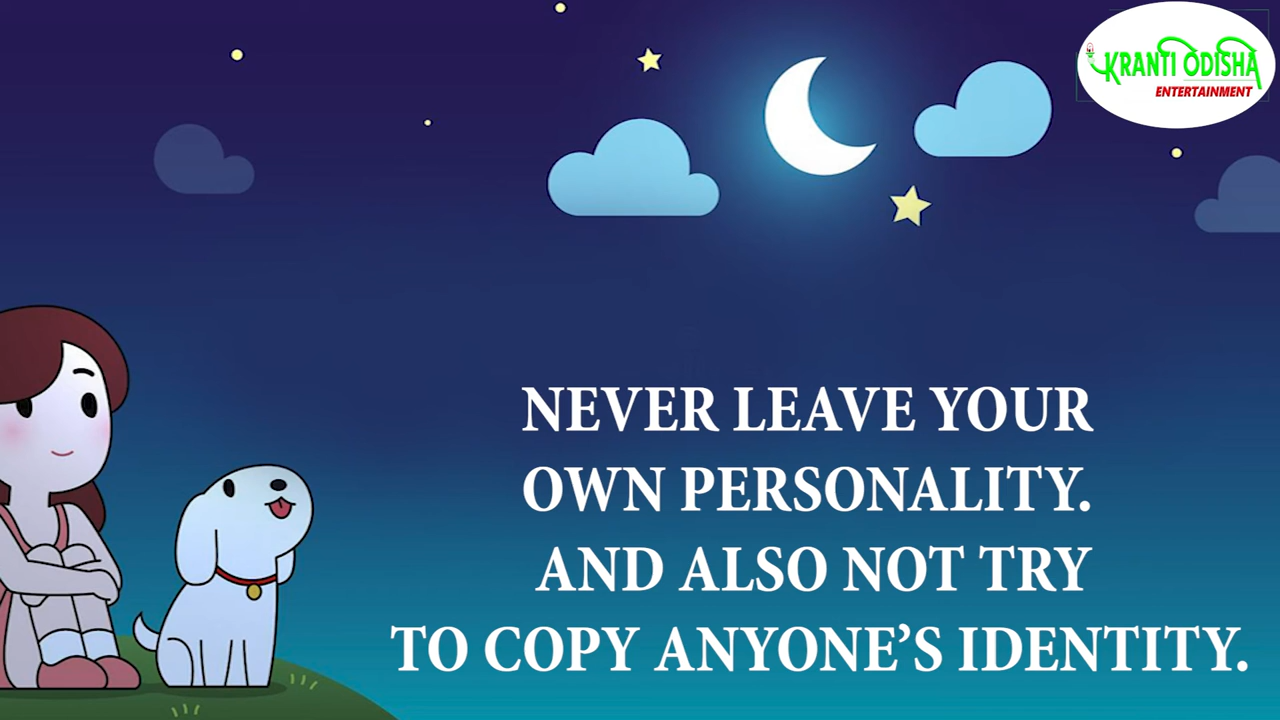 KRANTI ODISHA
ENTERTAINMENT
NEVER LEAVE YOUR
OWN PERSONALITY.
AND ALSO NOT TRY
TO COPY ANYONE’S IDENTITY.